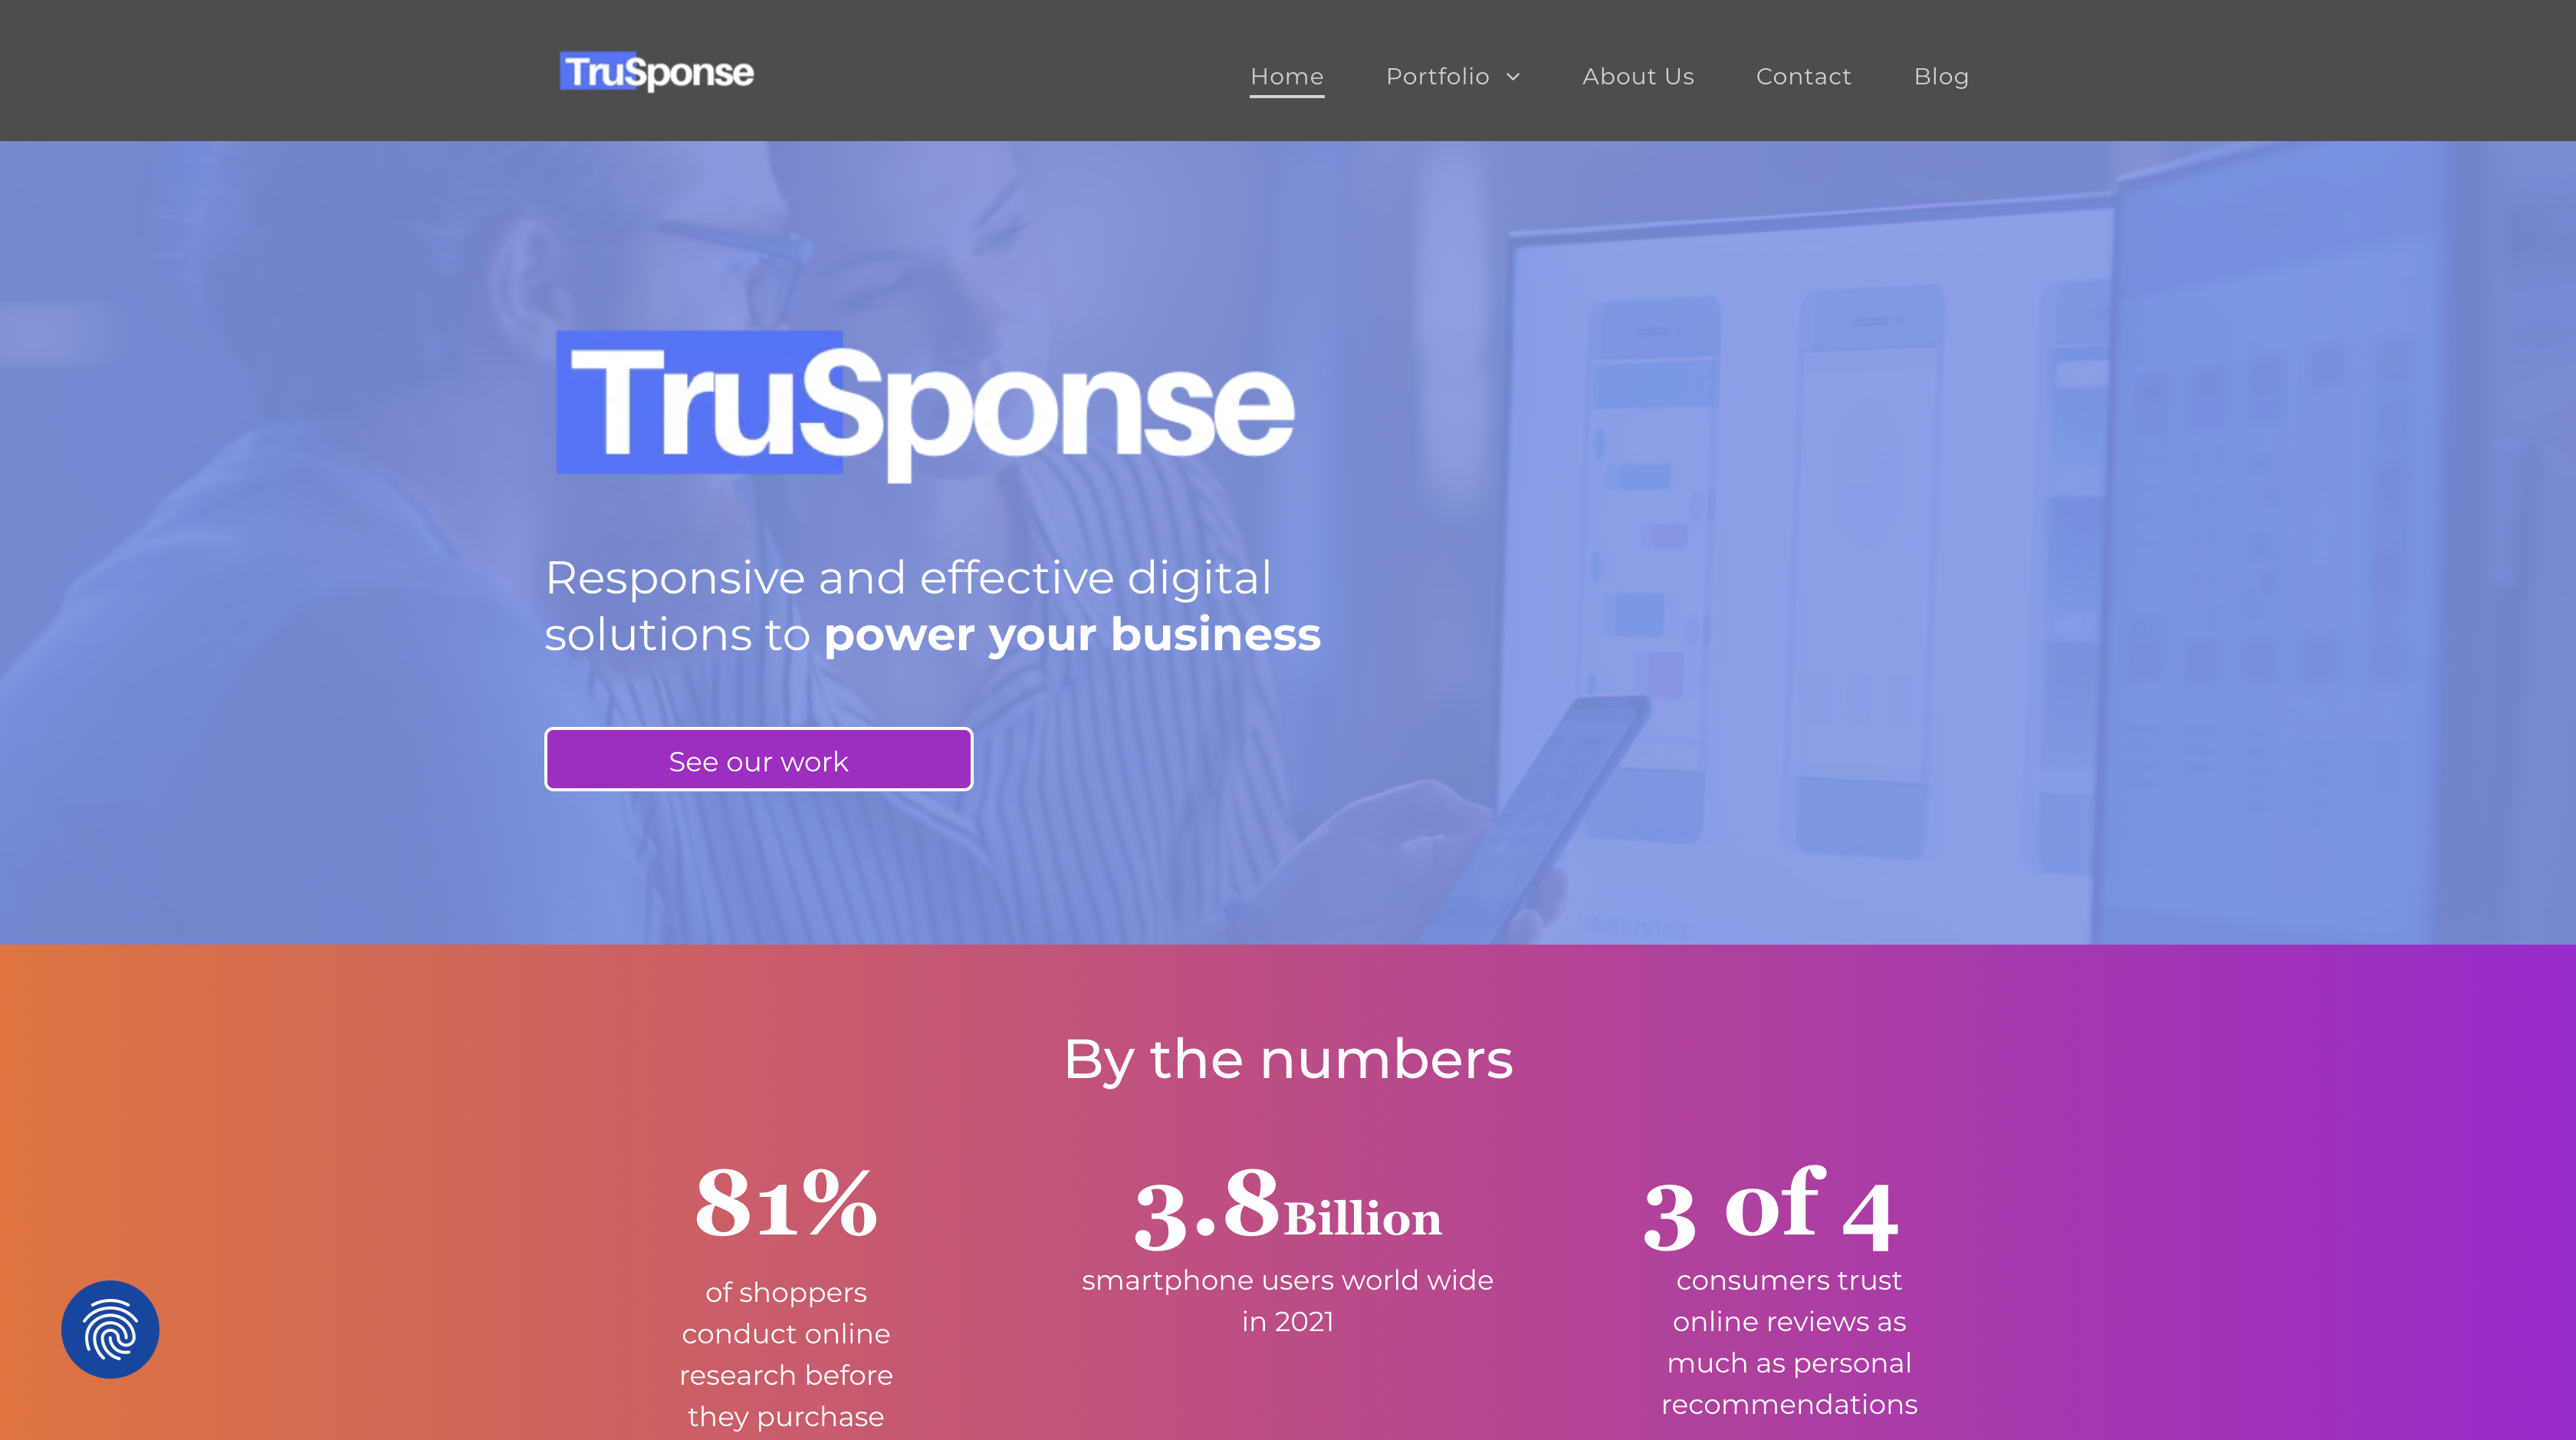 TruSponse
Home
Portfolio
About Us
Contact
Blog
TruSponse
Responsive and effective digital
solutions to power your business
See our work
By the numbers
81%
of shoppers
conduct online
research before
they purchase
3.8Billion
smartphone users world wide
in 2021
3 of 4
consumers trust
online reviews as
much as personal
recommendations